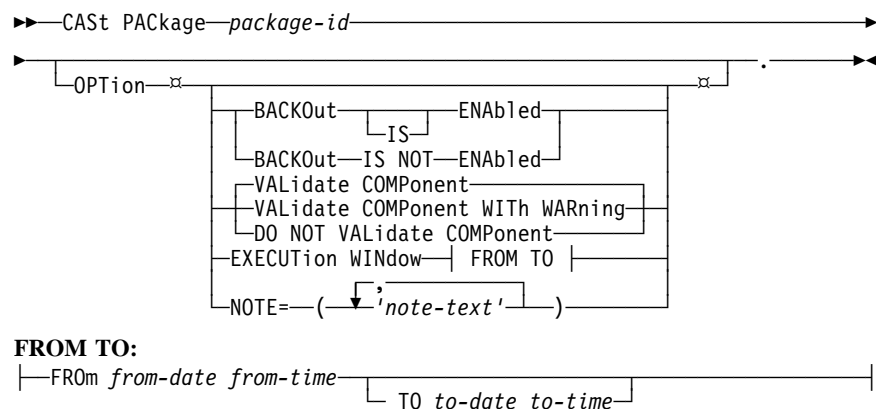 CASt PACkage package-id
.
OPTion ¤ ¤
BACKOut IS ENAbled
BACKOut IS NOT ENAbled
VALidate COMPonent
VALidate COMPonent WITh WARning
DO NOT VALidate COMPonent
EXECUTion WINdow FROM TO
,
NOTE= ( 'note-text' )
FROM TO:
FROm from-date from-time
TO to-date to-time